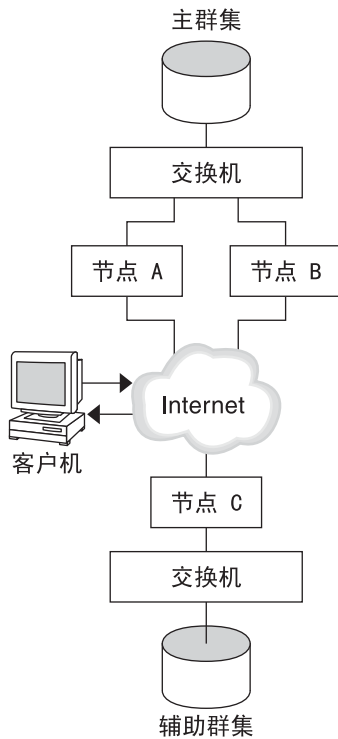 主群集
交换机
节点 A
节点 B
Internet
客户机
节点 C
交换机
辅助群集